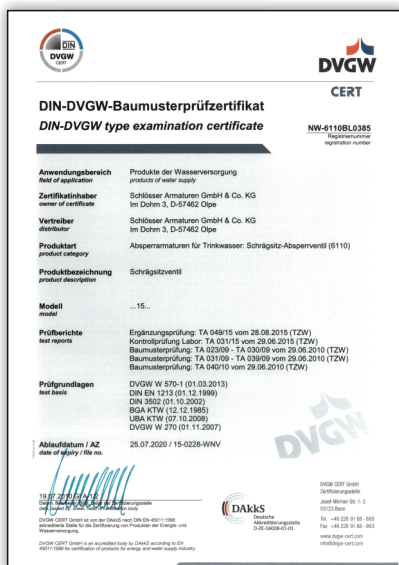 DIN
DVGW
CERT
DVGW
CERT
DIN-DVGW-Baumusterprüfzertifikat
DIN-DVGW type examination certificate
NW-6110BL0385
Registriernummer
registration number
Anwendungsbereich Produkte der Wasserversorgung
field of application products of water supply
Zertifikatinhaber Schlösser Armaturen GmbH & Co. KG
owner of certificate Im Dohm 3, D-57462 Olpe
Vertreiber Schlösser Armaturen GmbH & Co. KG
distributor Im Dohm 3, D-57462 Olpe
Produktart Absperrarmaturen für Trinkwasser: Schrägsitz-Absperrventil (6110)
product category
Produktbezeichnung Schrägsitzventil
product description
Modell ...15...
model
Prüfberichte Ergänzungsprüfung: TA 049/15 vom 28.08.2015 (TZW)
test reports Kontrollprüfung Labor: TA 031/15 vom 29.06.2015 (TZW)
Baumusterprüfung: TA 023/09 - TA 030/09 vom 29.06.2010 (TZW)
Baumusterprüfung: TA 031/09 - TA 039/09 vom 29.06.2010 (TZW)
Baumusterprüfung: TA 040/10 vom 29.06.2010 (TZW)
Prüfgrundlagen DVGW W 570-1 (01.03.2013)
test basis DIN EN 1213 (01.12.1999)
DIN 3502 (01.10.2002)
BGA KTW (12.12.1985)
UBA KTW (07.10.2008)
DVGW W 270 (01.11.2007)
DVGW
Ablaufdatum / AZ 25.07.2020 / 15-0228-WNV
date of expiry / file no.
DVGW CERT GmbH ist von der DAkkS nach DIN EN 45011:1998
akkreditierte Stelle für die Zertifizierung von Produkten der Energie- und
Wasserversorgung.
DVGW CERT GmbH is an accredited body by DAkkS according to EN
45011:1998 for certification of products for energy and water supply industry.
DAkkS
Deutsche
Akkreditierungsstelle
D-ZE-16028-01-01
DVGW CERT GmbH
Zertifizierungsstelle
Josef-Wirmer-Str. 1-3
53123 Bonn
Tel. +49 228 91 88 - 888
Fax +49 228 91 88 - 993
www.dvgw-cert.com
info@dvgw-cert.com